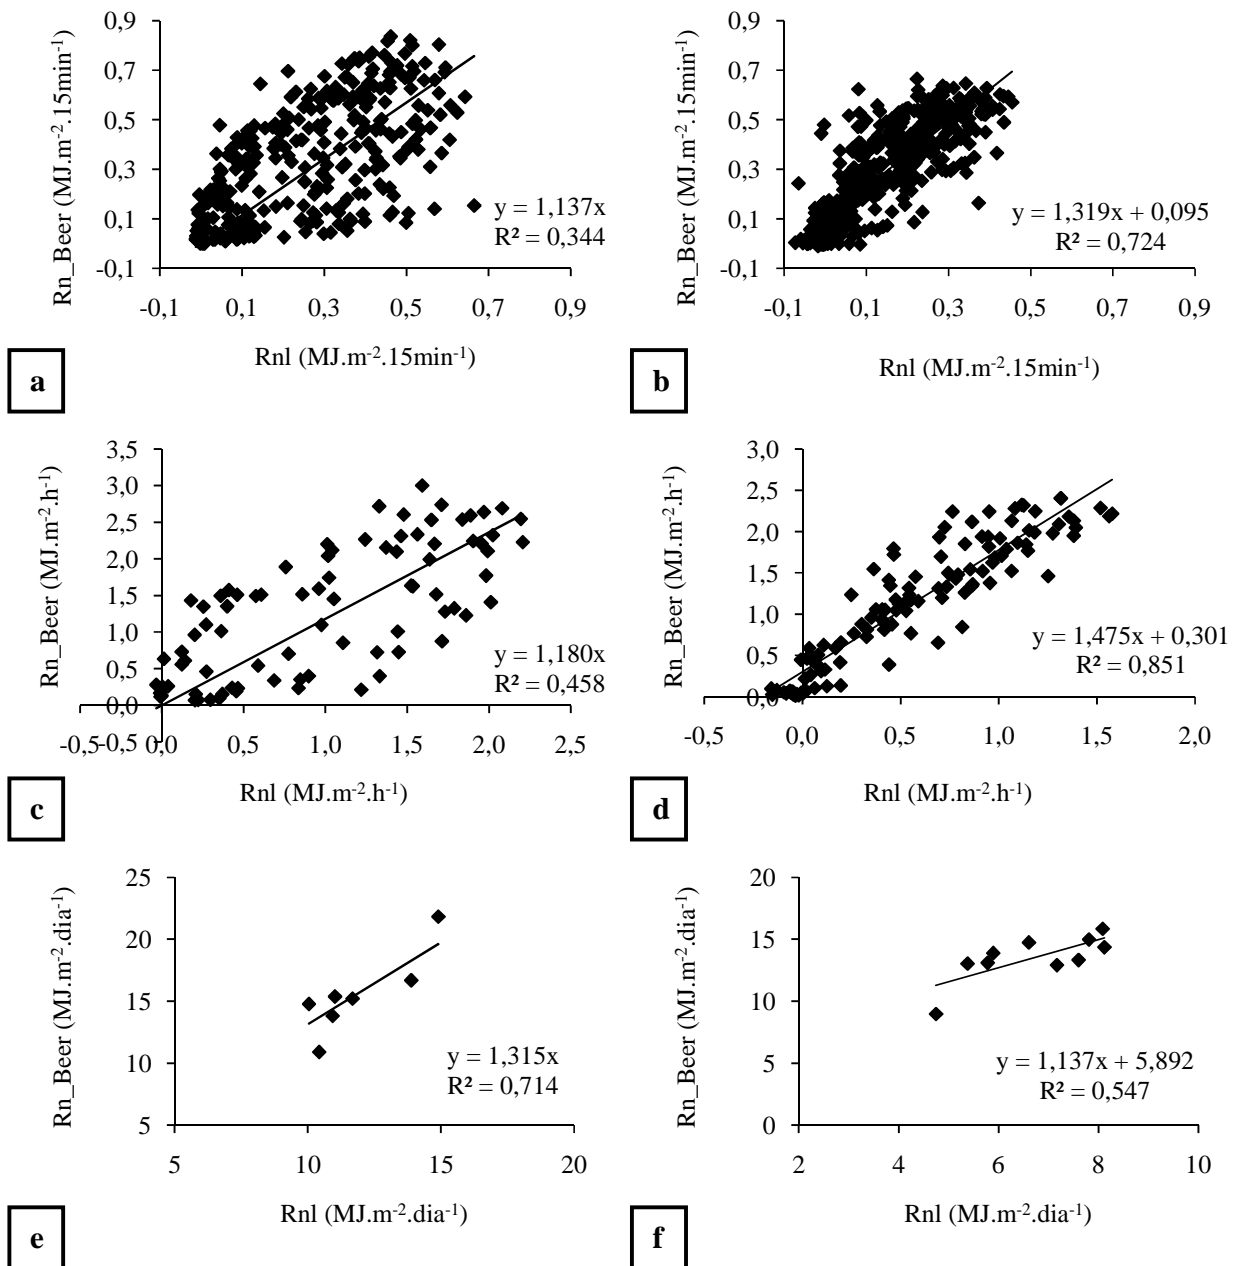 Rn_Beer (MJ.m-2.15min-1)
0,9
0,7
0,5
0,3
0,1
-0,1
-0,1 0,1 0,3 0,5 0,7 0,9
y = 1,137x
R² = 0,344
Rnl (MJ.m-2.15min-1)
a
Rn_Beer (MJ.m-2.15min-1)
0,9
0,7
0,5
0,3
0,1
-0,1
-0,1 0,1 0,3 0,5 0,7 0,9
y = 1,319x + 0,095
R² = 0,724
Rnl (MJ.m-2.15min-1)
b
Rn_Beer (MJ.m-2.h-1)
3,5
3,0
2,5
2,0
1,5
1,0
0,5
0,0
-0,5
-0,5 0,0 0,5 1,0 1,5 2,0 2,5
y = 1,180x
R² = 0,458
Rnl (MJ.m-2.h-1)
c
Rn_Beer (MJ.m-2.h-1)
3,0
2,5
2,0
1,5
1,0
0,5
0,0
-0,5 0,0 0,5 1,0 1,5 2,0
y = 1,475x + 0,301
R² = 0,851
Rnl (MJ.m-2.h-1)
d
Rn_Beer (MJ.m-2.dia-1)
25
20
15
10
5
5 10 15 20
y = 1,315x
R² = 0,714
Rnl (MJ.m-2.dia-1)
e
Rn_Beer (MJ.m-2.dia-1)
20
15
10
5
0
2 4 6 8 10
y = 1,137x + 5,892
R² = 0,547
Rnl (MJ.m-2.dia-1)
f